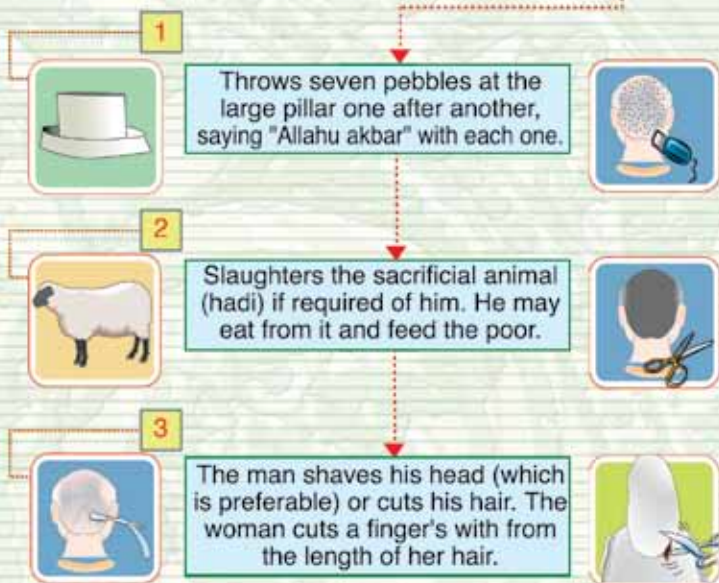 1
Throws seven pebbles at the
large pillar one after another,
saying "Allahu akbar" with each one.
2
Slaughters the sacrificial animal
(hadi) if required of him. He may
eat from it and feed the poor.
3
The man shaves his head (which
is preferable) or cuts his hair. The
woman cuts a finger's with from
the length of her hair.